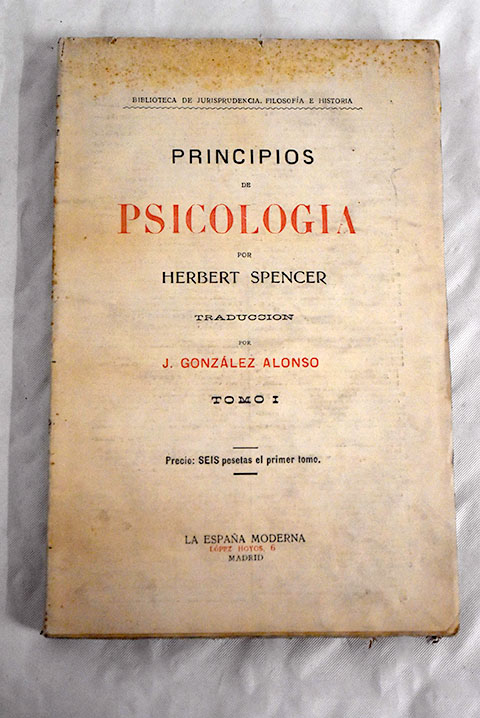 BIBLIOTECA DE JURISPRUDENCIA, FILOSOFÍA E HISTORIA
PRINCIPIOS
DE
PSICOLOGIA
POR
HERBERT SPENCER
TRADUCCION
POR
J. GONZÁLEZ ALONSO
TOMO I
Precio: SEIS pesetas el primer tomo.
LA ESPAÑA MODERNA
LÓPEZ HOYOS, 6
MADRID